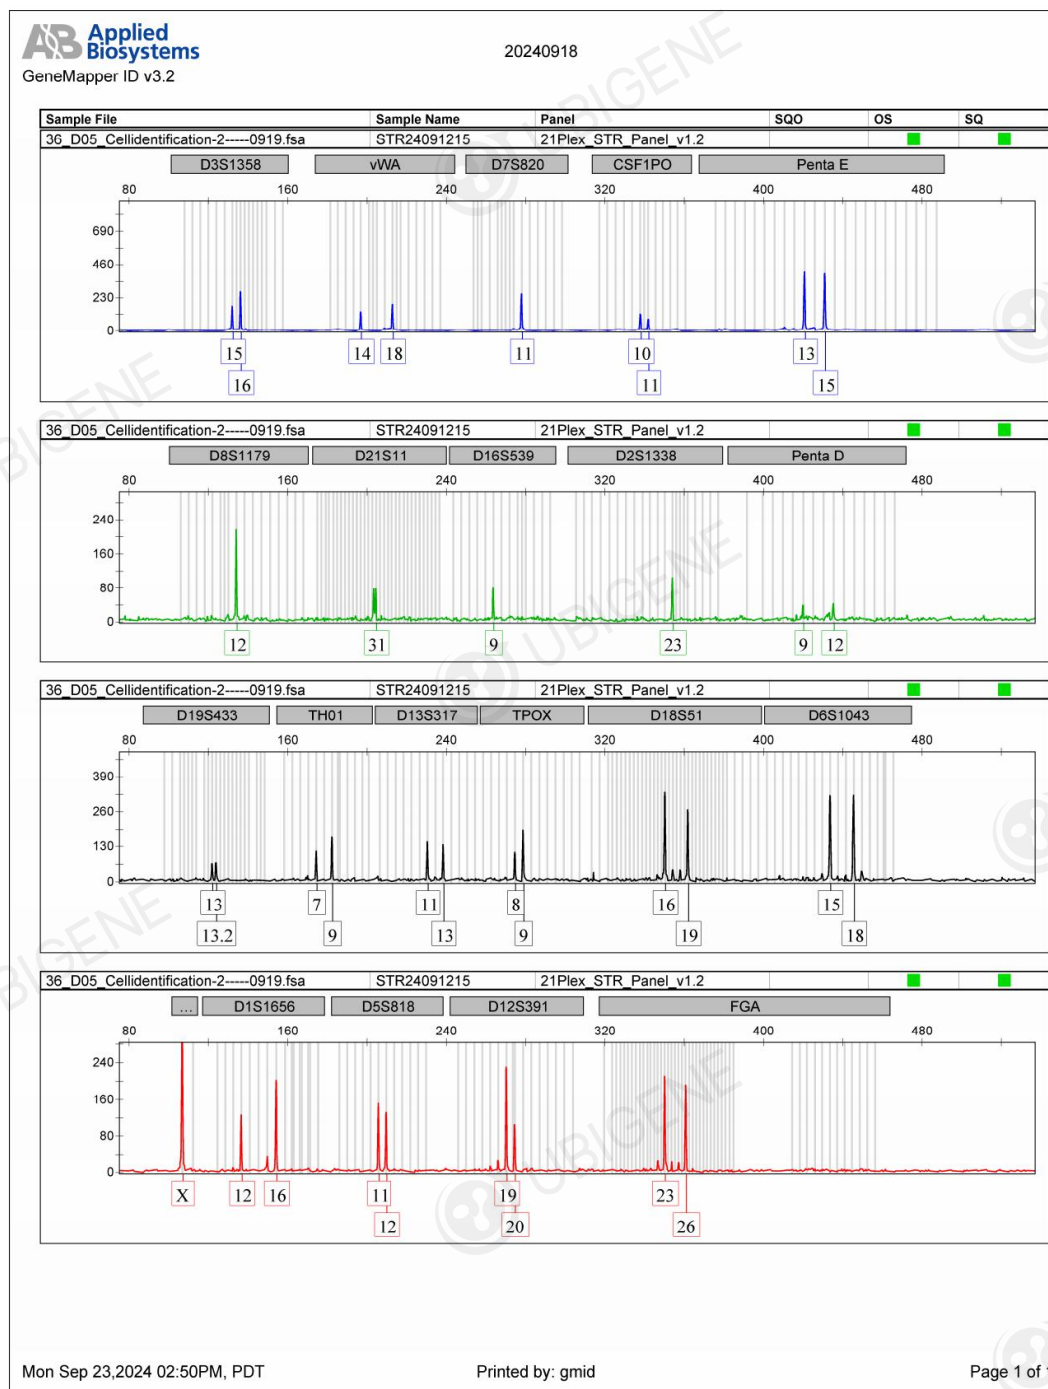 AB Applied
Biosystems
20240918
GeneMapper ID v3.2
Sample File Sample Name Panel SQO OS SQ
36_D05_Cellidentification-2-----0919.fsa STR24091215 21Plex_STR_Panel_v1.2
D3S1358 vWA D7S820 CSF1PO Penta E
80 160 240 320 400 480
690
460
230
0
15 14 18 11 10 13
16 11 15
36_D05_Cellidentification-2-----0919.fsa STR24091215 21Plex_STR_Panel_v1.2
D8S1179 D21S11 D16S539 D2S1338 Penta D
80 160 240 320 400 480
240
160
80
0
12 31 9 23 9 12
36_D05_Cellidentification-2-----0919.fsa STR24091215 21Plex_STR_Panel_v1.2
D19S433 TH01 D13S317 TPOX D18S51 D6S1043
80 160 240 320 400 480
390
260
130
0
13 7 11 8 16 15
13.2 9 13 9 19 18
36_D05_Cellidentification-2-----0919.fsa STR24091215 21Plex_STR_Panel_v1.2
... D1S1656 D5S818 D12S391 FGA
80 160 240 320 400 480
240
160
80
0
X 12 16 11 19 23
12 20 26
UBIGENE
UBIGENE
UBIGENE
BIGENE
BIGENE
UBIGENE
Mon Sep 23,2024 02:50PM, PDT Printed by: gmid Page 1 of 1